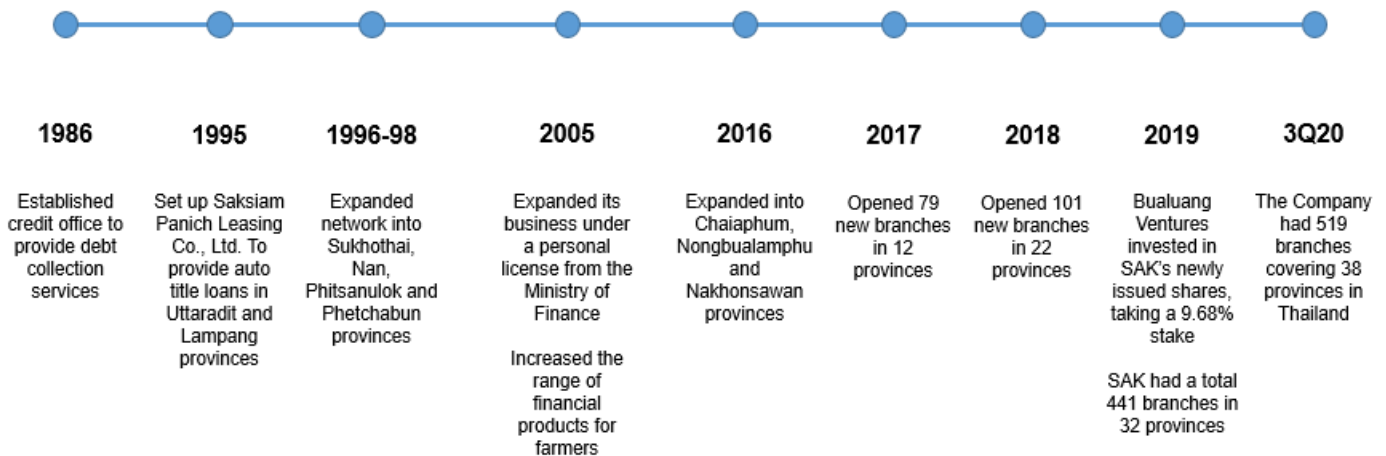 1986
Established
credit office to
provide debt
collection
services
1995
Set up Saksiam
Panich Leasing
Co., Ltd. To
provide auto
title loans in
Uttaradit and
Lampang
provinces
1996-98
Expanded
network into
Sukhothai,
Nan,
Phitsanulok and
Phetchabun
provinces
2005
Expanded its
business under
a personal
license from the
Ministry of
Finance
Increased the
range of
financial
products for
farmers
2016
Expanded into
Chaiaphum,
Nongbualamphu
and
Nakhonsawan
provinces
2017
Opened 79
new branches
in 12
provinces
2018
Opened 101
new branches
in 22
provinces
2019
Bualuang
Ventures
invested in
SAK's newly
issued shares,
taking a 9.68%
stake
SAK had a total
441 branches in
32 provinces
3Q20
The Company
had 519
branches
covering 38
provinces in
Thailand